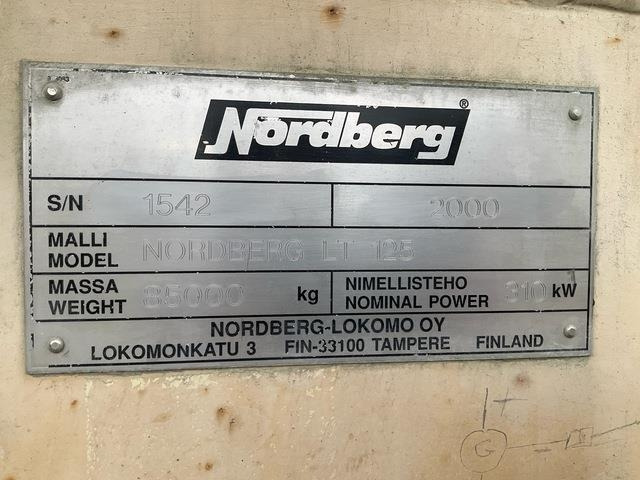 Nordberg®
S/N 1542 2000
MALLI
MODEL NORDBERG LT 125
MASSA
WEIGHT 85000 kg
NIMELLISTEHO
NOMINAL POWER 310 kW
NORDBERG-LOKOMO OY
LOKOMONKATU 3 FIN-33100 TAMPERE FINLAND
1+
G